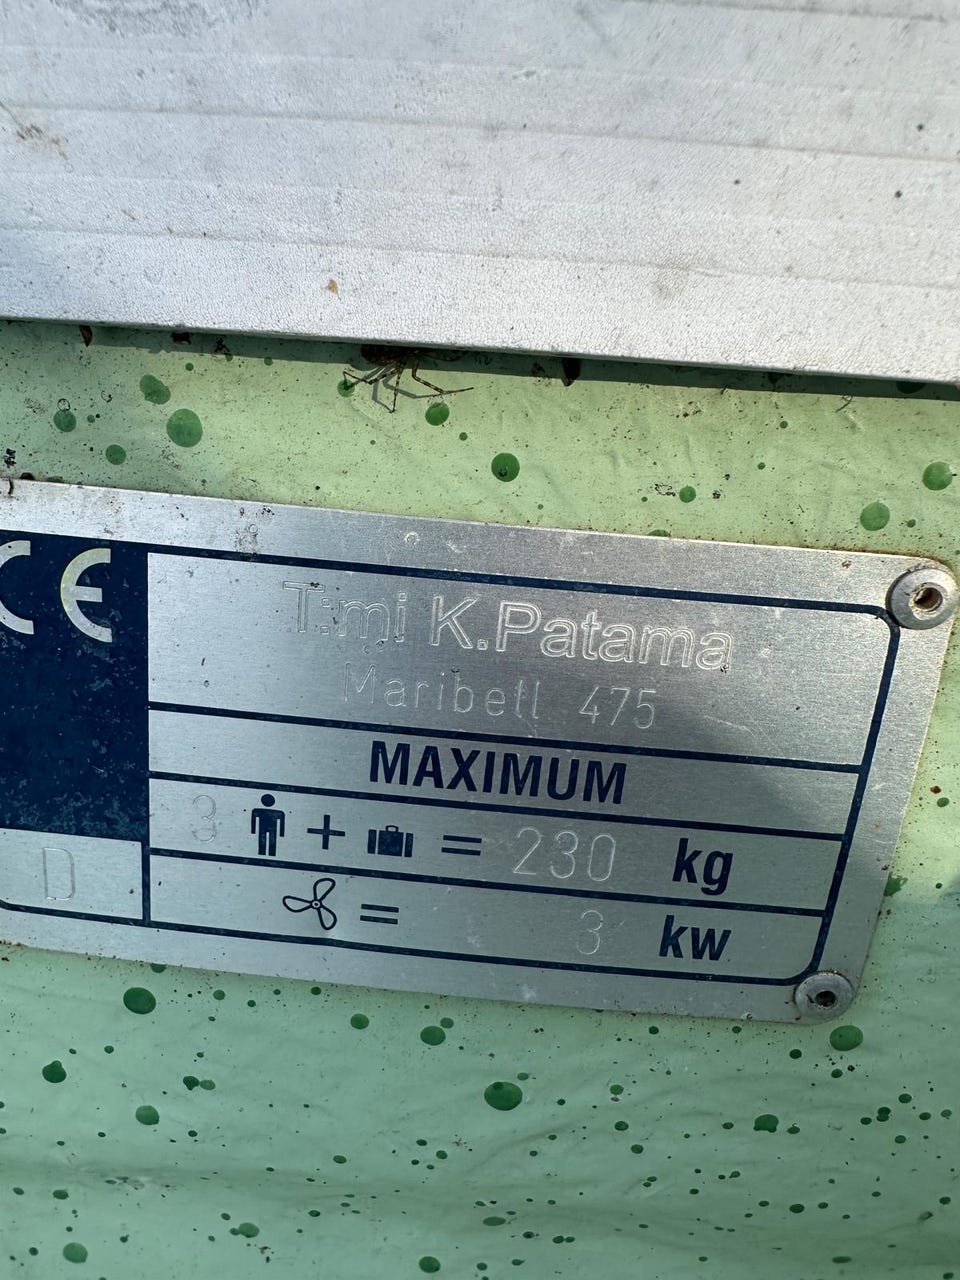 CE
T:mi K.Patama
Maribell 475
MAXIMUM
3 + = 230 kg
D
= 3 kw